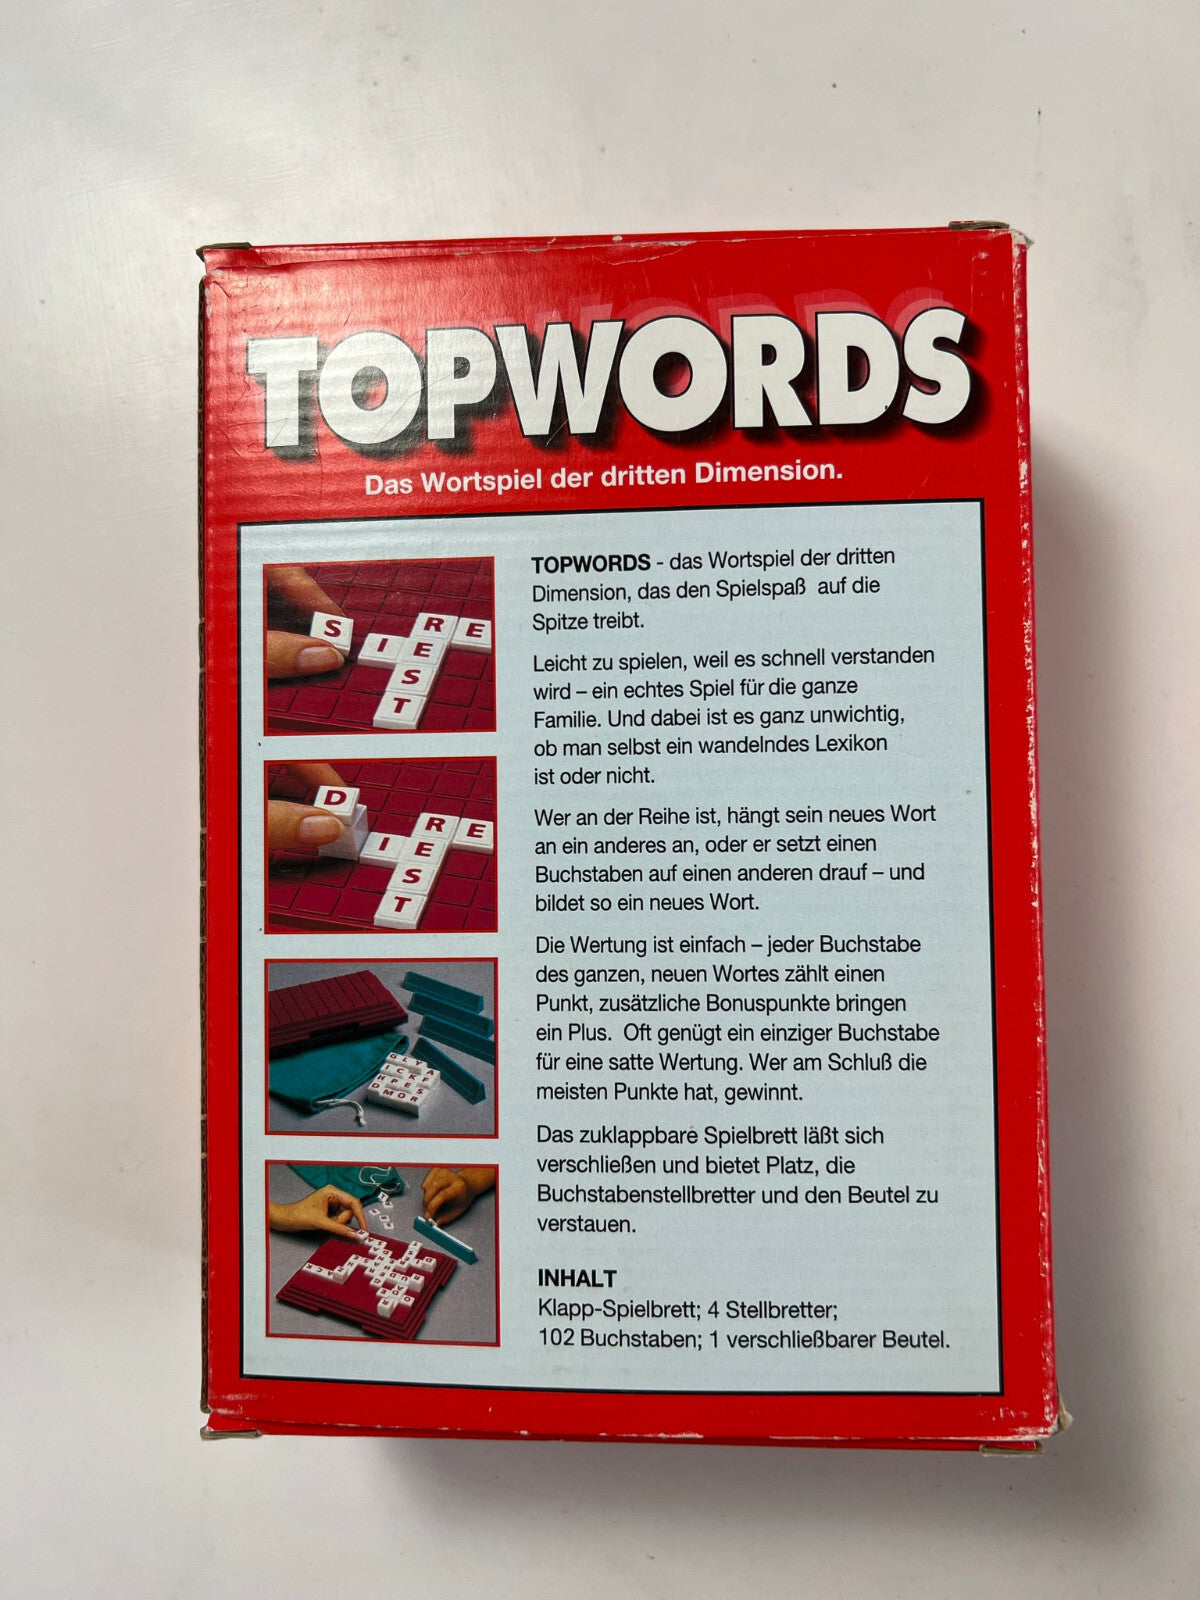 TOPWORDS
Das Wortspiel der dritten Dimension.
S I R E E S T
D I R E E S T
TOPWORDS - das Wortspiel der dritten
Dimension, das den Spielspaß auf die
Spitze treibt.
Leicht zu spielen, weil es schnell verstanden
wird – ein echtes Spiel für die ganze
Familie. Und dabei ist es ganz unwichtig,
ob man selbst ein wandelndes Lexikon
ist oder nicht.
Wer an der Reihe ist, hängt sein neues Wort
an ein anderes an, oder er setzt einen
Buchstaben auf einen anderen drauf – und
bildet so ein neues Wort.
Die Wertung ist einfach – jeder Buchstabe
des ganzen, neuen Wortes zählt einen
Punkt, zusätzliche Bonuspunkte bringen
ein Plus. Oft genügt ein einziger Buchstabe
für eine satte Wertung. Wer am Schluß die
meisten Punkte hat, gewinnt.
Das zuklappbare Spielbrett läßt sich
verschließen und bietet Platz, die
Buchstabenstellbretter und den Beutel zu
verstauen.
INHALT
Klapp-Spielbrett; 4 Stellbretter;
102 Buchstaben; 1 verschließbarer Beutel.